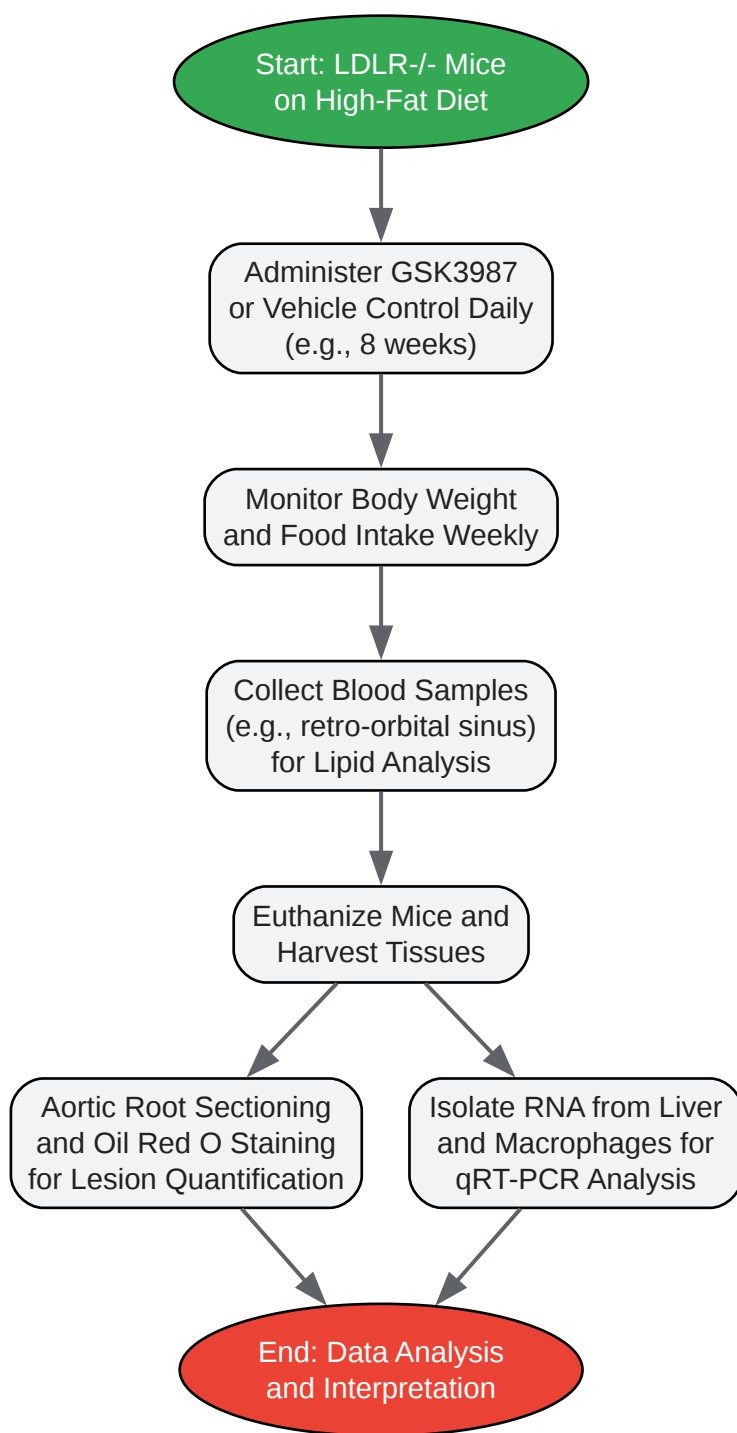 Start: LDLR-/- Mice
on High-Fat Diet
Administer GSK3987
or Vehicle Control Daily
(e.g., 8 weeks)
Monitor Body Weight
and Food Intake Weekly
Collect Blood Samples
(e.g., retro-orbital sinus)
for Lipid Analysis
Euthanize Mice and
Harvest Tissues
Aortic Root Sectioning
and Oil Red O Staining
for Lesion Quantification
Isolate RNA from Liver
and Macrophages for
qRT-PCR Analysis
End: Data Analysis
and Interpretation